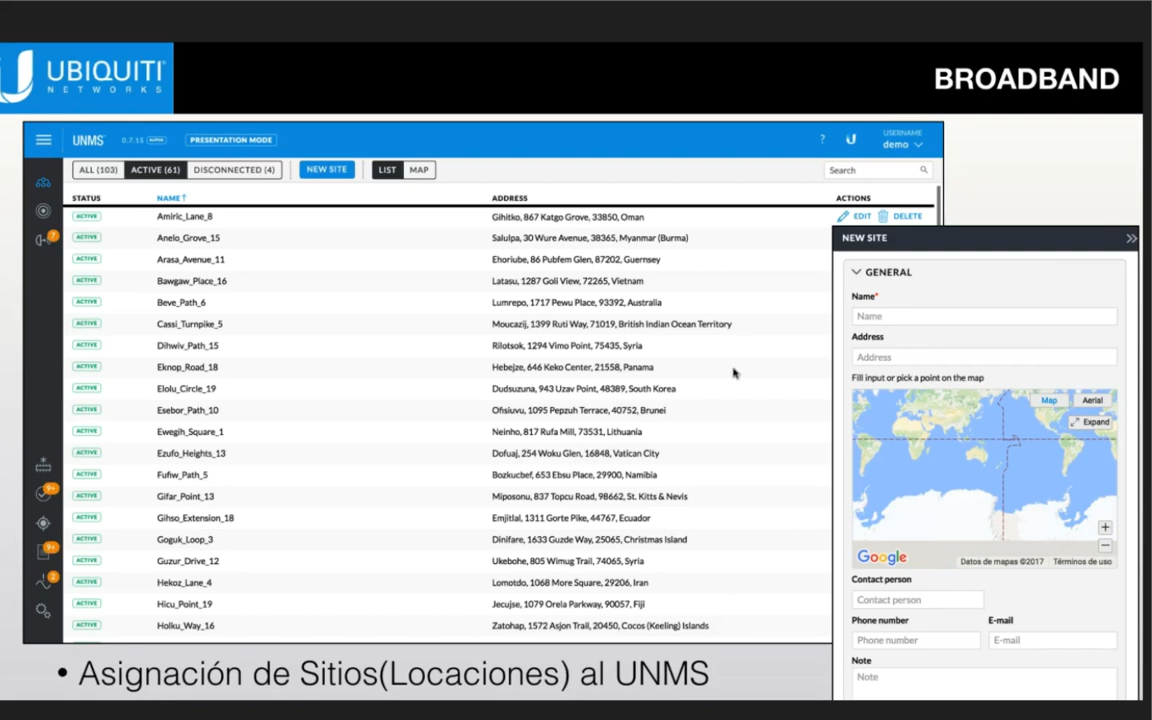 UBIQUITI
NETWORKS
BROADBAND
UNMS 0.7.13 ALPHA PRESENTATION MODE ? USERNAME
demo
ALL (103) ACTIVE (61) DISCONNECTED (4) NEW SITE LIST MAP Search
STATUS NAME ↑ ADDRESS ACTIONS
ACTIVE Amiric_Lane_8 Gihitko, 867 Katgo Grove, 33850, Oman EDIT DELETE
ACTIVE Anelo_Grove_15 Salulpa, 30 Wure Avenue, 38365, Myanmar (Burma)
ACTIVE Arasa_Avenue_11 Ehoriube, 86 Pubfem Glen, 87202, Guernsey
ACTIVE Bawgaw_Place_16 Latasu, 1287 Goli View, 72265, Vietnam
ACTIVE Beve_Path_6 Lumrepo, 1717 Pewu Place, 93392, Australia
ACTIVE Cassi_Turnpike_5 Moucazij, 1399 Ruti Way, 71019, British Indian Ocean Territory
ACTIVE Dihwiv_Path_15 Rilotsok, 1294 Vimo Point, 75435, Syria
ACTIVE Eknop_Road_18 Hebejze, 646 Keko Center, 21558, Panama
ACTIVE Elolu_Circle_19 Dudsuzuna, 943 Uzav Point, 48389, South Korea
ACTIVE Esebor_Path_10 Ofisiuvu, 1095 Pepzuh Terrace, 40752, Brunei
ACTIVE Ewegih_Square_1 Neinho, 817 Rufa Mill, 73531, Lithuania
ACTIVE Ezufo_Heights_13 Dofuaj, 254 Woku Glen, 16848, Vatican City
ACTIVE Fufiw_Path_5 Bozkucbef, 653 Ebsu Place, 29900, Namibia
ACTIVE Gifar_Point_13 Miposonu, 837 Topcu Road, 98662, St. Kitts & Nevis
ACTIVE Gihso_Extension_18 Emjitlal, 1311 Gorte Pike, 44767, Ecuador
ACTIVE Goguk_Loop_3 Dinifare, 1633 Guzde Way, 25065, Christmas Island
ACTIVE Guzur_Drive_12 Ukebohe, 805 Wimug Trail, 74065, Syria
ACTIVE Hekoz_Lane_4 Lomotdo, 1068 More Square, 29206, Iran
ACTIVE Hicu_Point_19 Jecujse, 1079 Orela Parkway, 90057, Fiji
ACTIVE Holku_Way_16 Zatohap, 1572 Asjon Trail, 20450, Cocos (Keeling) Islands
7
9+
9+
2
NEW SITE
GENERAL
Name*
Name
Address
Address
Fill input or pick a point on the map
Map Aerial
Expand
+
−
Google Datos de mapas ©2017 Términos de uso
Contact person
Contact person
Phone number E-mail
Phone number E-mail
Note
Note
• Asignación de Sitios(Locaciones) al UNMS